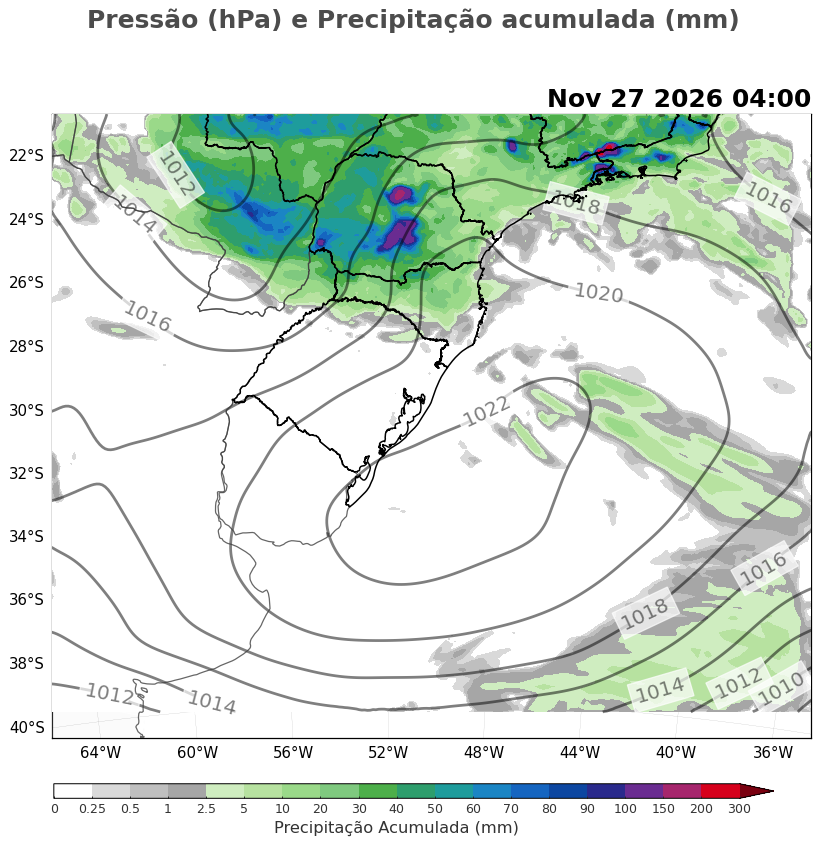 Pressão (hPa) e Precipitação acumulada (mm)
Nov 27 2026 04:00
22°S
24°S
26°S
28°S
30°S
32°S
34°S
36°S
38°S
40°S
1012
1014
1016
1016
1018
1020
1022
1016
1018
1014
1012
1010
1012
1014
64°W 60°W 56°W 52°W 48°W 44°W 40°W 36°W
0 0.25 0.5 1 2.5 5 10 20 30 40 50 60 70 80 90 100 150 200 300
Precipitação Acumulada (mm)